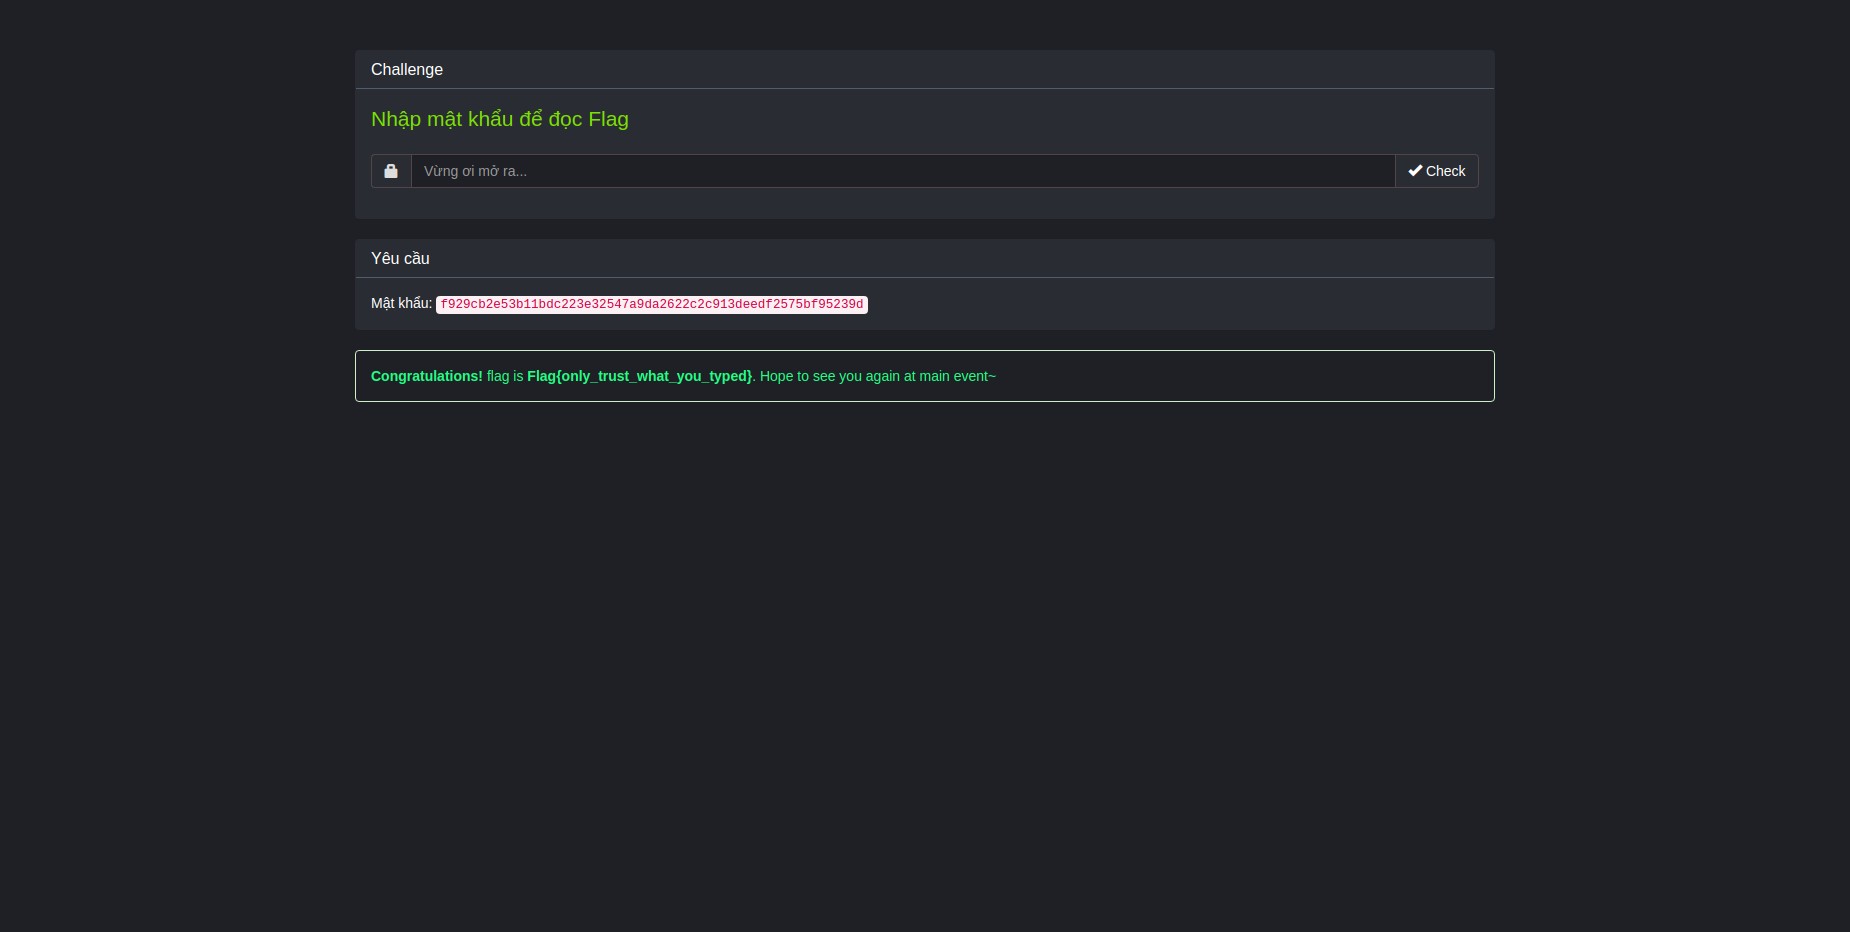 Challenge
Nhập mật khẩu để đọc Flag
Vừng ơi mở ra...
Check
Yêu cầu
Mật khẩu: f929cb2e53b11bdc223e32547a9da2622c2c913deedf2575bf95239d
Congratulations! flag is Flag{only_trust_what_you_typed}. Hope to see you again at main event~